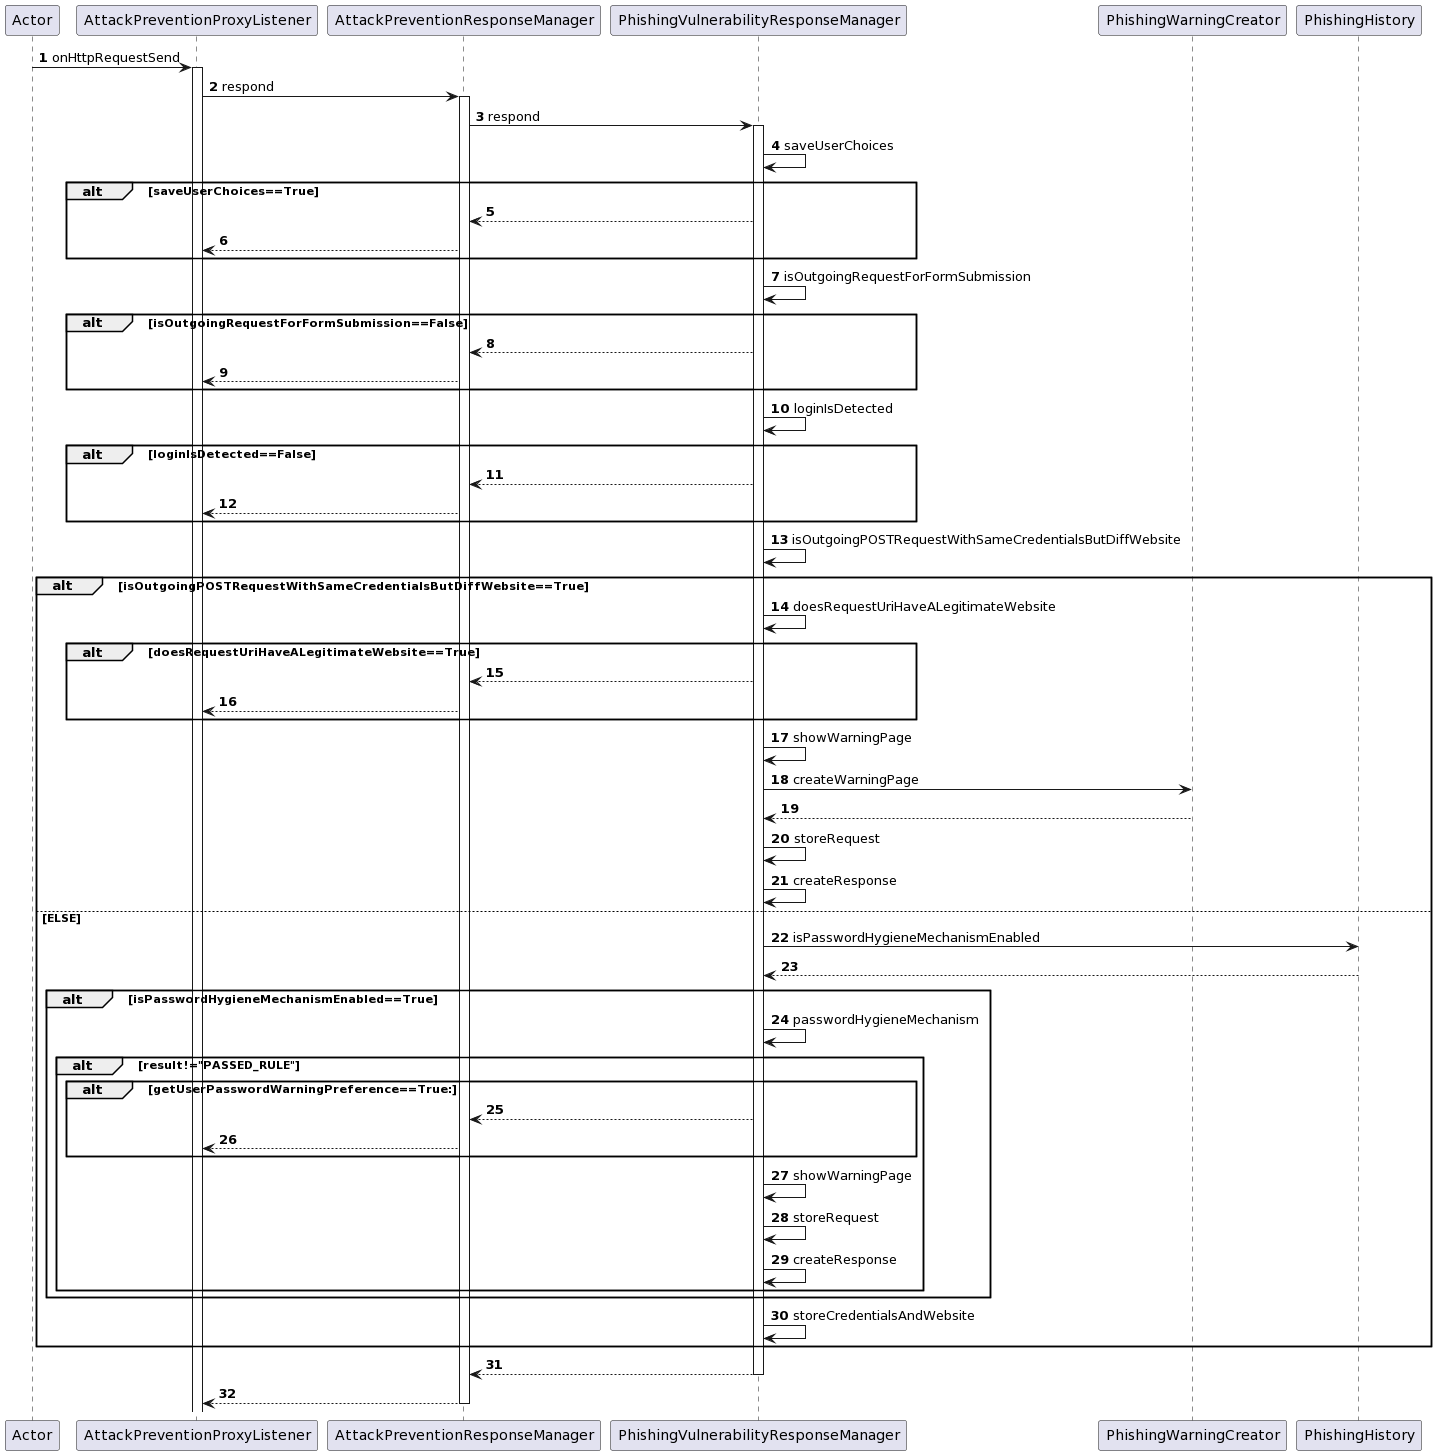 Actor AttackPreventionProxyListener AttackPreventionResponseManager PhishingVulnerabilityResponseManager PhishingWarningCreator PhishingHistory
1 onHttpRequestSend
2 respond
3 respond
4 saveUserChoices
alt [saveUserChoices==True]
5
6
7 isOutgoingRequestForFormSubmission
alt [isOutgoingRequestForFormSubmission==False]
8
9
10 loginIsDetected
alt [loginIsDetected==False]
11
12
13 isOutgoingPOSTRequestWithSameCredentialsButDiffWebsite
alt [isOutgoingPOSTRequestWithSameCredentialsButDiffWebsite==True]
14 doesRequestUriHaveALegitimateWebsite
alt [doesRequestUriHaveALegitimateWebsite==True]
15
16
17 showWarningPage
18 createWarningPage
19
20 storeRequest
21 createResponse
[ELSE]
22 isPasswordHygieneMechanismEnabled
23
alt [isPasswordHygieneMechanismEnabled==True]
24 passwordHygieneMechanism
alt [result!="PASSED_RULE"]
alt [getUserPasswordWarningPreference==True:]
25
26
27 showWarningPage
28 storeRequest
29 createResponse
30 storeCredentialsAndWebsite
31
32
Actor AttackPreventionProxyListener AttackPreventionResponseManager PhishingVulnerabilityResponseManager PhishingWarningCreator PhishingHistory